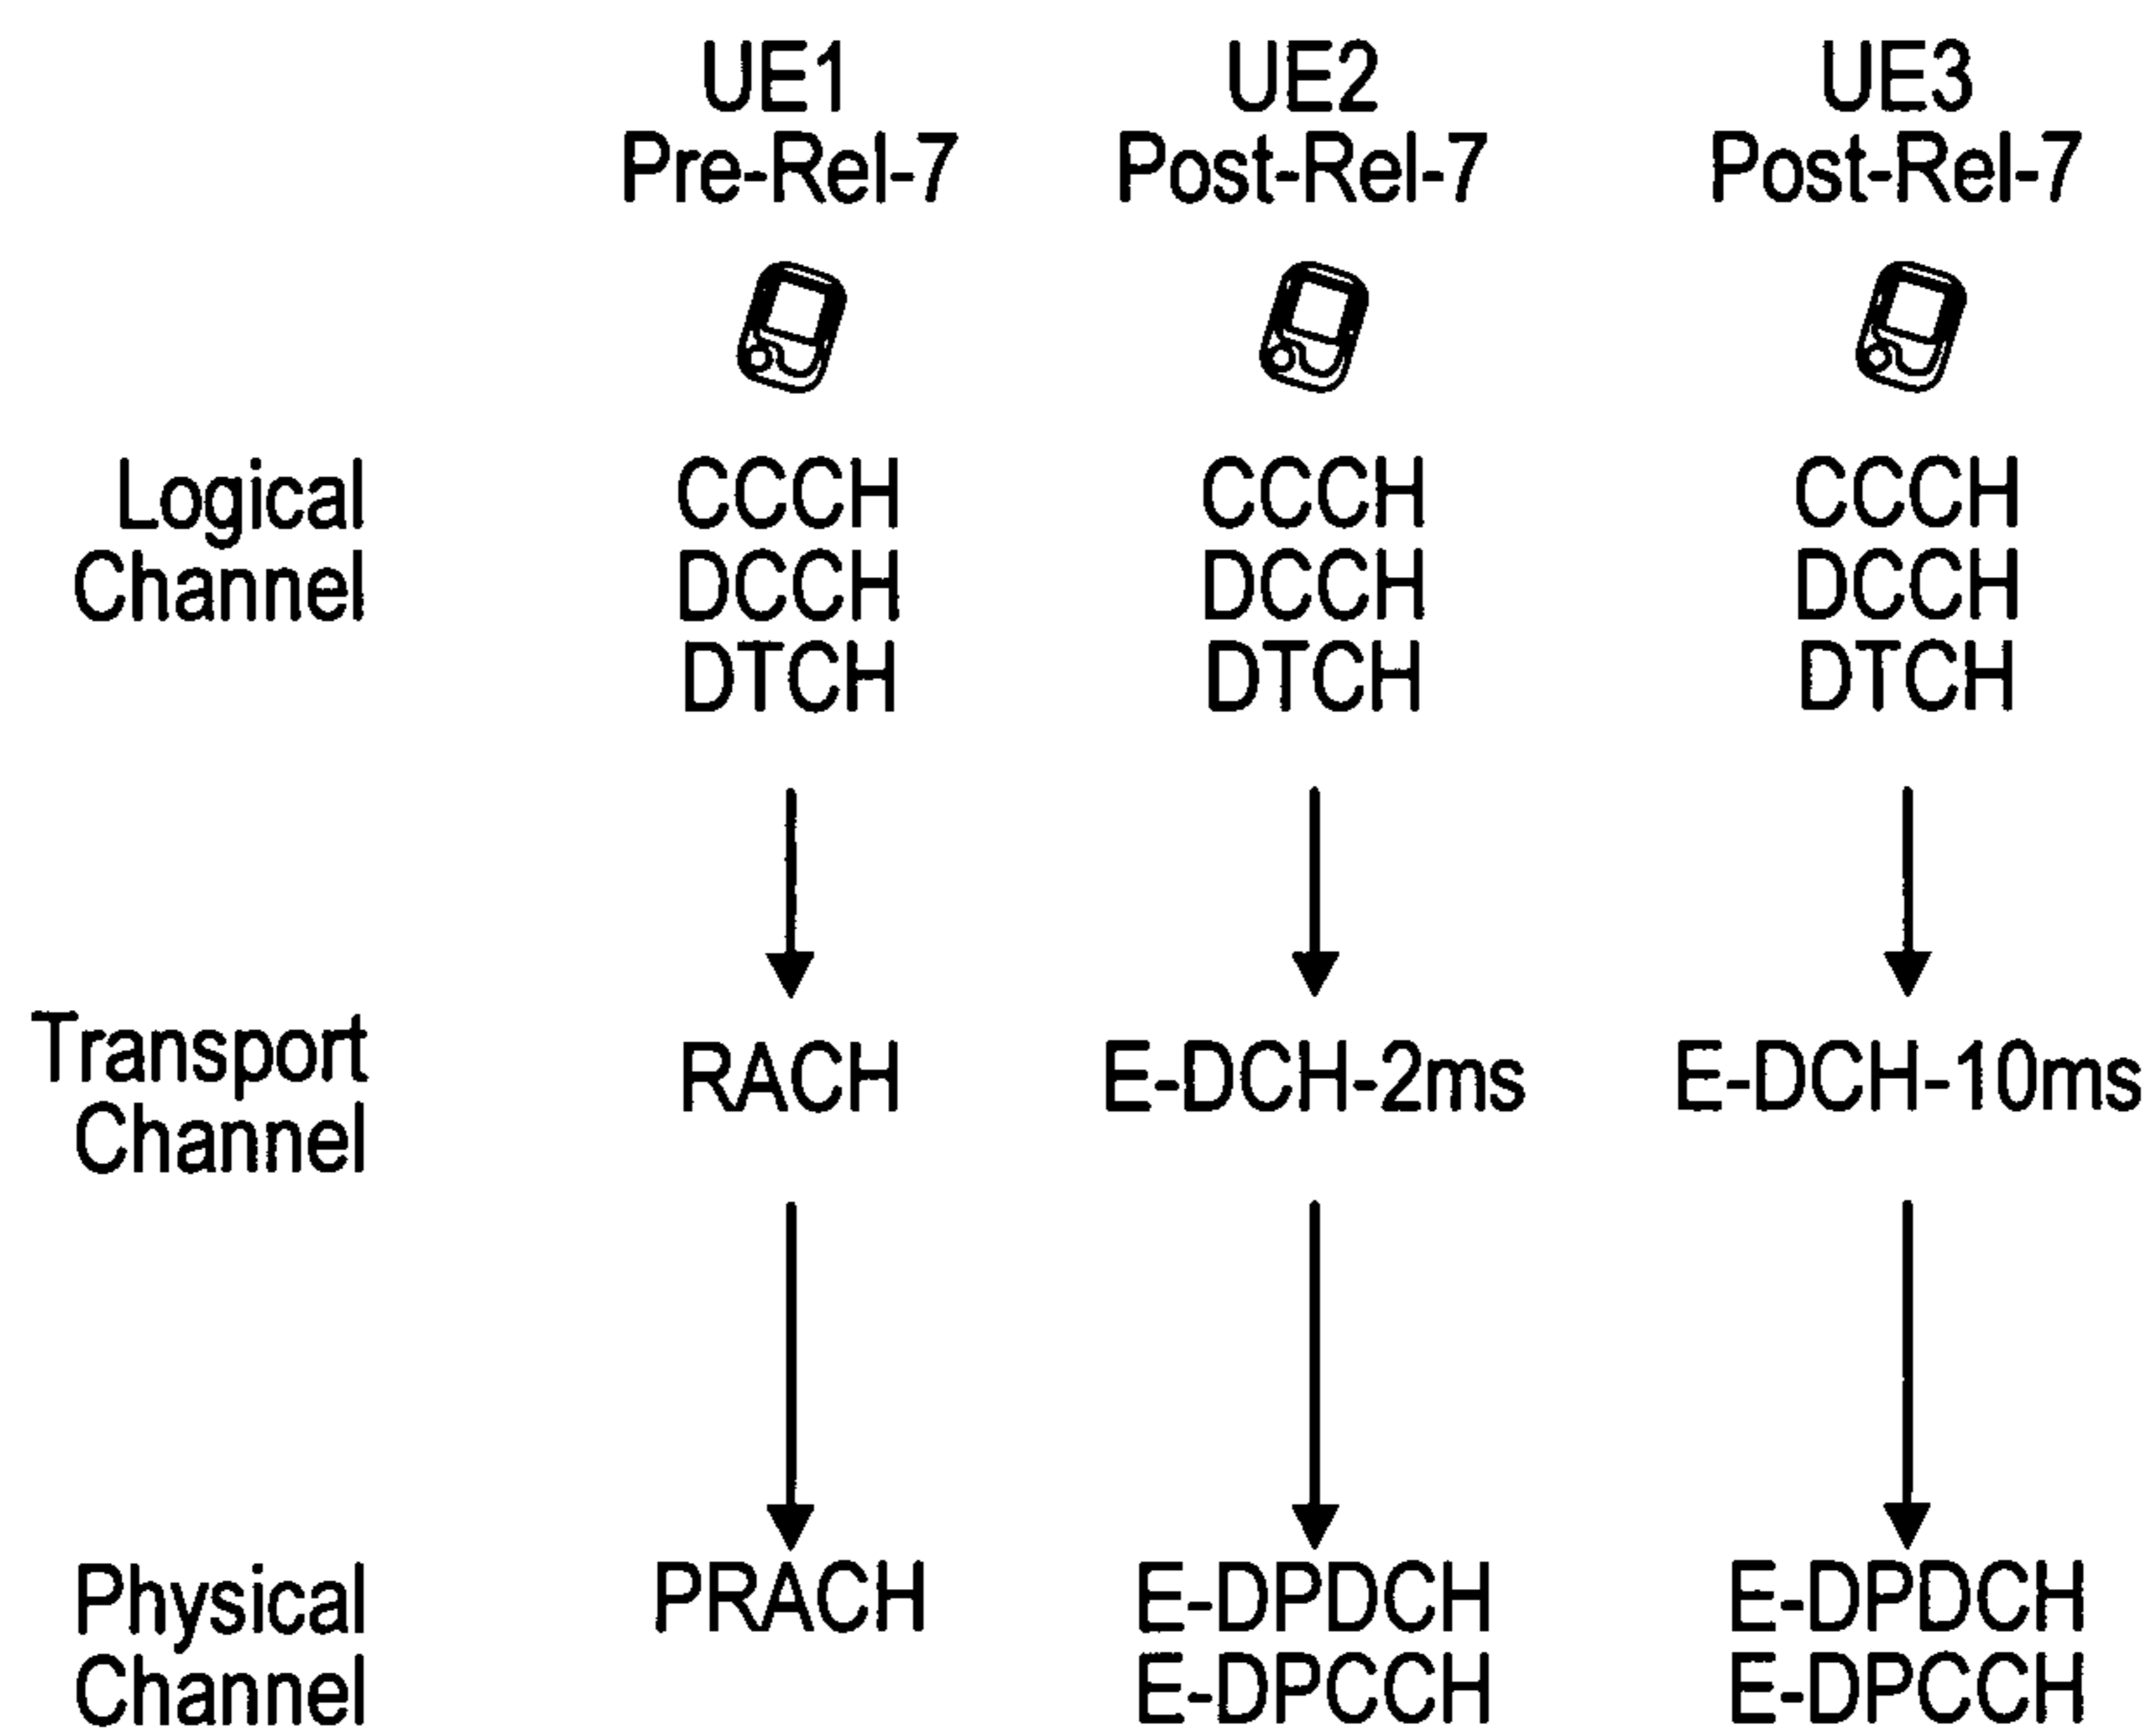 UE1 UE2 UE3
Pre-Rel-7 Post-Rel-7 Post-Rel-7
Logical CCCH CCCH CCCH
Channel DCCH DCCH DCCH
DTCH DTCH DTCH
Transport RACH E-DCH-2ms E-DCH-10ms
Channel
Physical PRACH E-DPDCH E-DPDCH
Channel E-DPCCH E-DPCCH